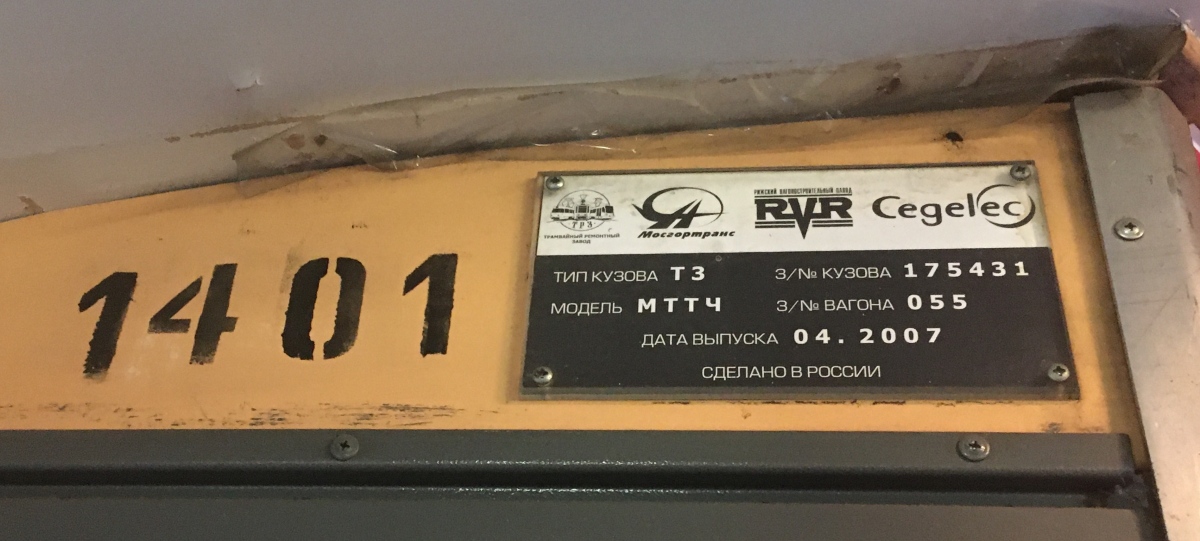 1401
ТРЗ
ТРАМВАЙНЫЙ РЕМОНТНЫЙ
ЗАВОД
Мосгортранс
РИЖСКИЙ ВАГОНОСТРОИТЕЛЬНЫЙ ЗАВОД
RVR
Cegelec
ТИП КУЗОВА Т3 З/№ КУЗОВА 175431
МОДЕЛЬ МТТЧ З/№ ВАГОНА 055
ДАТА ВЫПУСКА 04.2007
СДЕЛАНО В РОССИИ